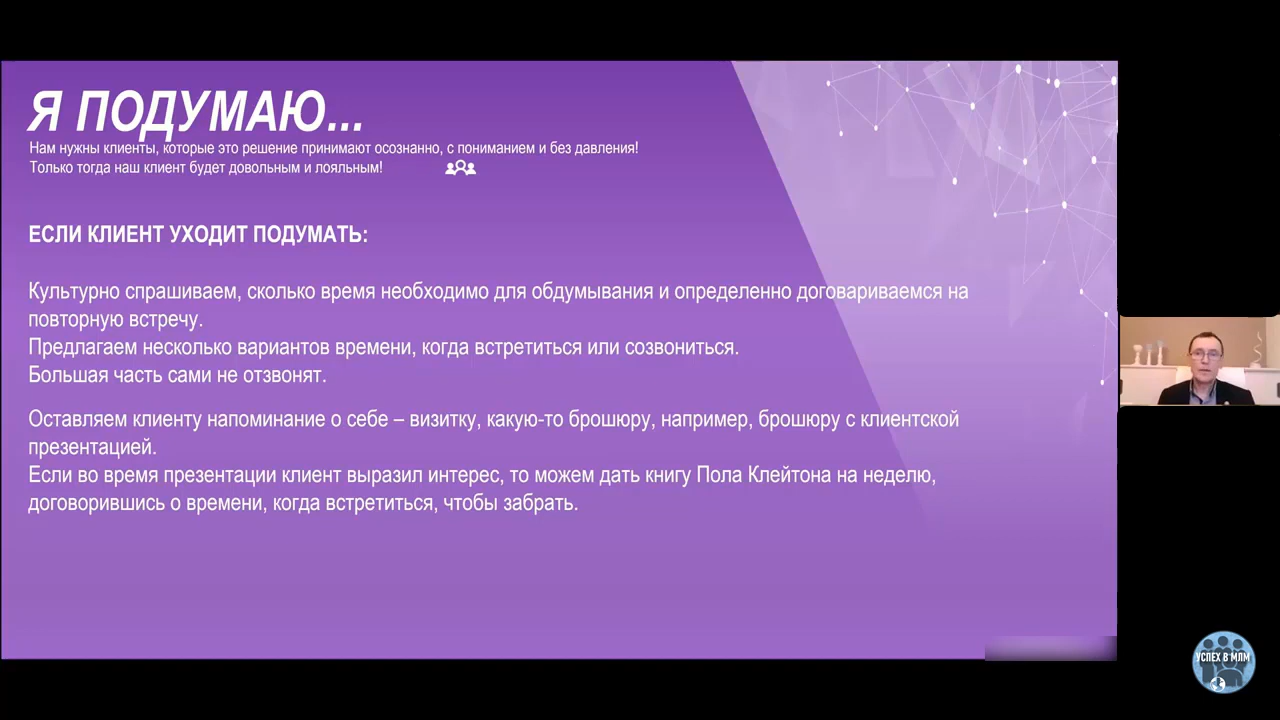 Я ПОДУМАЮ...
Нам нужны клиенты, которые это решение принимают осознанно, с пониманием и без давления!
Только тогда наш клиент будет довольным и лояльным!
ЕСЛИ КЛИЕНТ УХОДИТ ПОДУМАТЬ:
Культурно спрашиваем, сколько время необходимо для обдумывания и определенно договариваемся на
повторную встречу.
Предлагаем несколько вариантов времени, когда встретиться или созвониться.
Большая часть сами не отзвонят.
Оставляем клиенту напоминание о себе – визитку, какую-то брошюру, например, брошюру с клиентской
презентацией.
Если во время презентации клиент выразил интерес, то можем дать книгу Пола Клейтона на неделю,
договорившись о времени, когда встретиться, чтобы забрать.
УСПЕХ В МЛМ